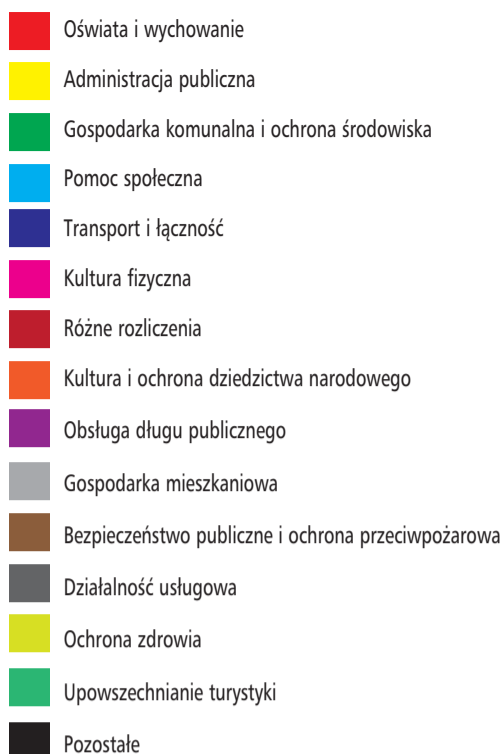 Oświata i wychowanie
Administracja publiczna
Gospodarka komunalna i ochrona środowiska
Pomoc społeczna
Transport i łączność
Kultura fizyczna
Różne rozliczenia
Kultura i ochrona dziedzictwa narodowego
Obsługa długu publicznego
Gospodarka mieszkaniowa
Bezpieczeństwo publiczne i ochrona przeciwpożarowa
Działalność usługowa
Ochrona zdrowia
Upowszechnianie turystyki
Pozostałe